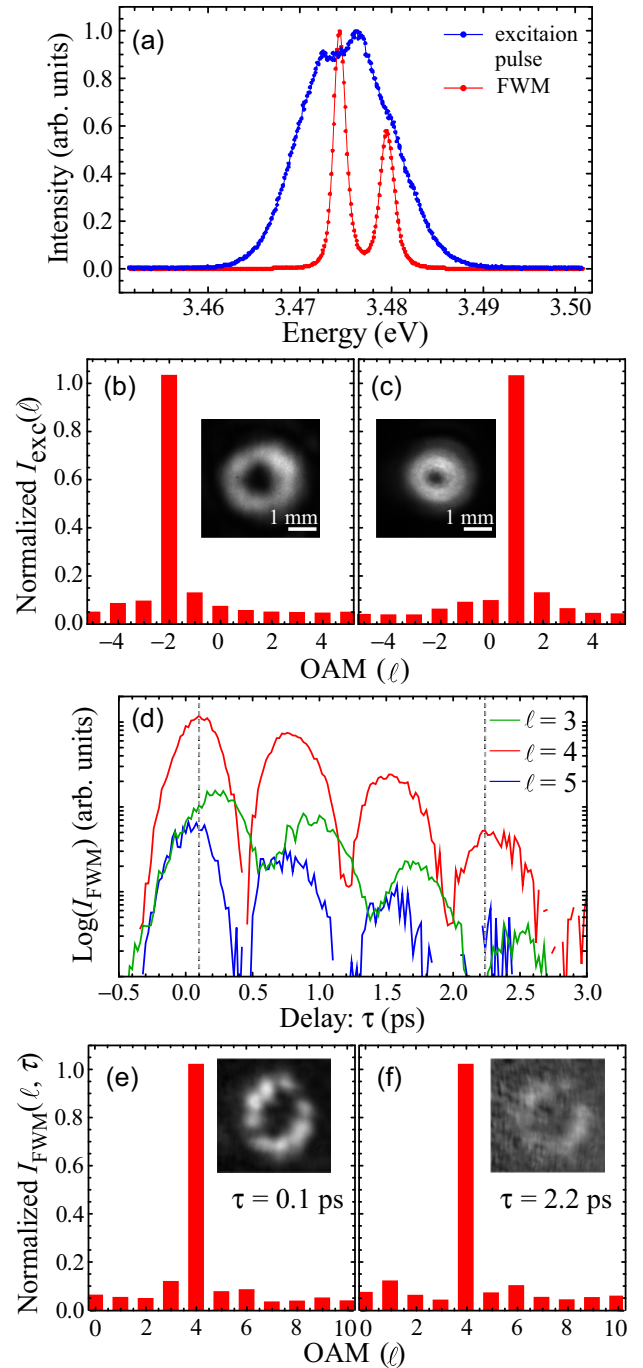 (a)
excitaion
pulse
FWM
Intensity (arb. units)
1.0
0.8
0.6
0.4
0.2
0.0
3.46 3.47 3.48 3.49 3.50
Energy (eV)
(b)
(c)
Normalized I_exc(ℓ)
1.0
0.8
0.6
0.4
0.2
0.0
1 mm
1 mm
−4 −2 0 2 4
−4 −2 0 2 4
OAM (ℓ)
(d)
ℓ = 3
ℓ = 4
ℓ = 5
Log(I_FWM) (arb. units)
−0.5 0.0 0.5 1.0 1.5 2.0 2.5 3.0
Delay: τ (ps)
(e)
(f)
Normalized I_FWM(ℓ, τ)
1.0
0.8
0.6
0.4
0.2
0.0
τ = 0.1 ps
τ = 2.2 ps
0 2 4 6 8 10
0 2 4 6 8 10
OAM (ℓ)